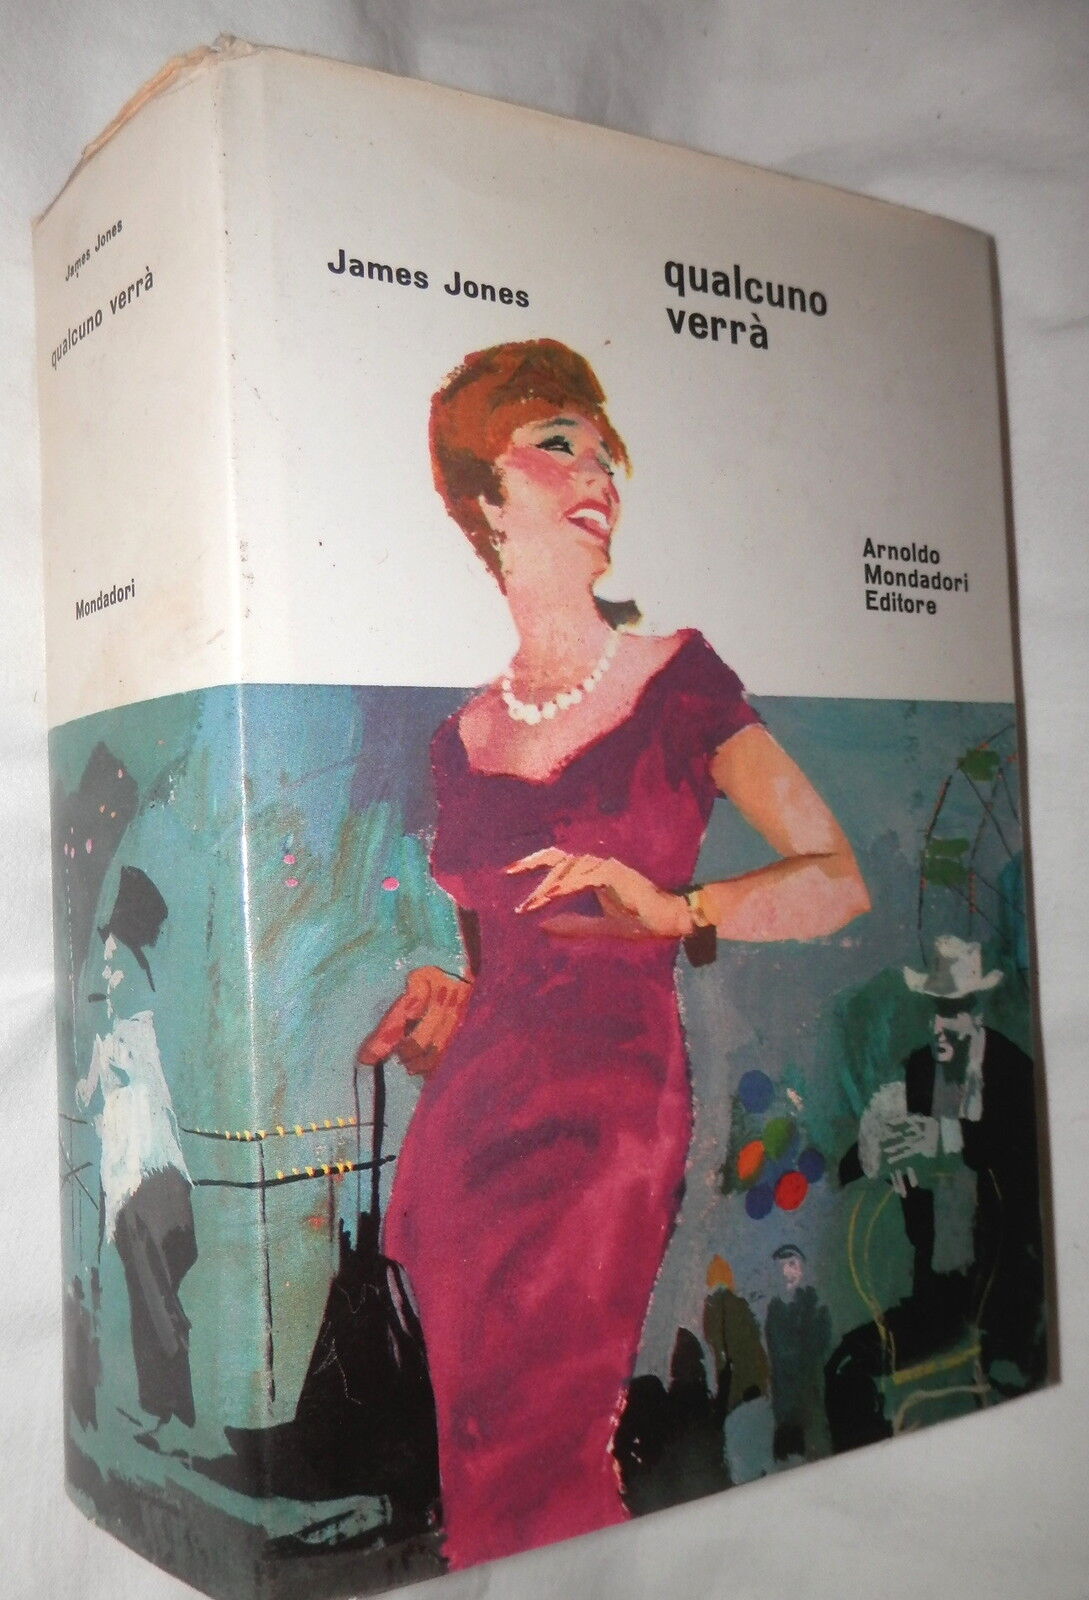 James Jones
qualcuno verrà
Mondadori
James Jones
qualcuno
verrà
Arnoldo
Mondadori
Editore